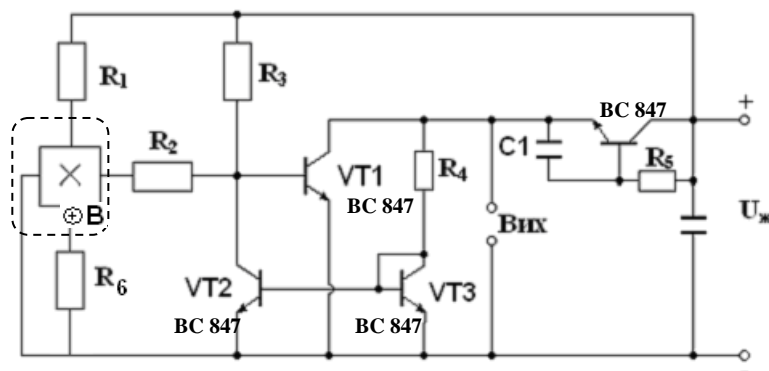 R1
R3
BC 847
+
R2
C1
R5
VT1
R4
BC 847
Вих
Uж
B
R6
VT2
VT3
BC 847
BC 847